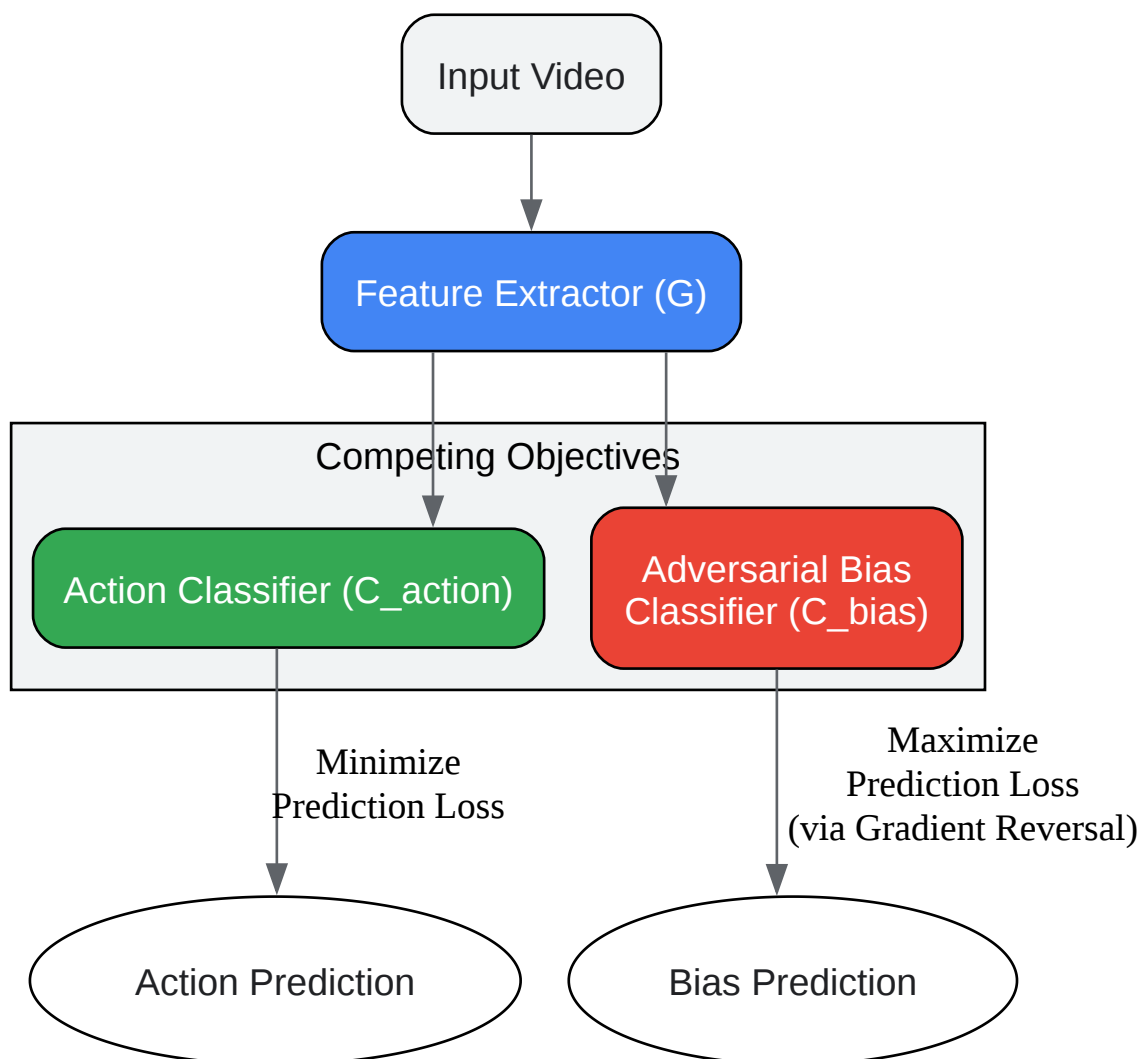 Input Video
Feature Extractor (G)
Competing Objectives
Action Classifier (C_action)
Adversarial Bias
Classifier (C_bias)
Minimize
Prediction Loss
Maximize
Prediction Loss
(via Gradient Reversal)
Action Prediction
Bias Prediction